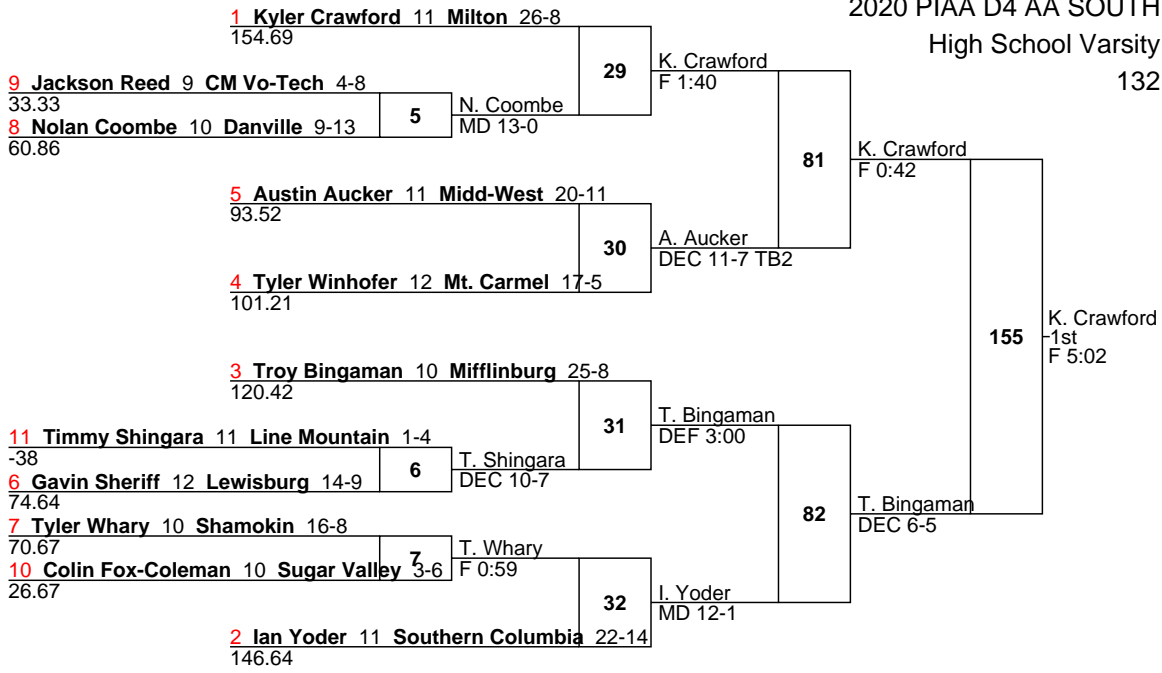 2020 PIAA D4 AA SOUTH
High School Varsity
132
1 Kyler Crawford 11 Milton 26-8
154.69
29
K. Crawford
F 1:40
9 Jackson Reed 9 CM Vo-Tech 4-8
33.33
5
N. Coombe
MD 13-0
8 Nolan Coombe 10 Danville 9-13
60.86
81
K. Crawford
F 0:42
5 Austin Aucker 11 Midd-West 20-11
93.52
30
A. Aucker
DEC 11-7 TB2
4 Tyler Winhofer 12 Mt. Carmel 17-5
101.21
155
K. Crawford
1st
F 5:02
3 Troy Bingaman 10 Mifflinburg 25-8
120.42
31
T. Bingaman
DEF 3:00
11 Timmy Shingara 11 Line Mountain 1-4
-38
6
T. Shingara
DEC 10-7
6 Gavin Sheriff 12 Lewisburg 14-9
74.64
82
T. Bingaman
DEC 6-5
7 Tyler Whary 10 Shamokin 16-8
70.67
7
T. Whary
F 0:59
10 Colin Fox-Coleman 10 Sugar Valley 3-6
26.67
32
I. Yoder
MD 12-1
2 Ian Yoder 11 Southern Columbia 22-14
146.64